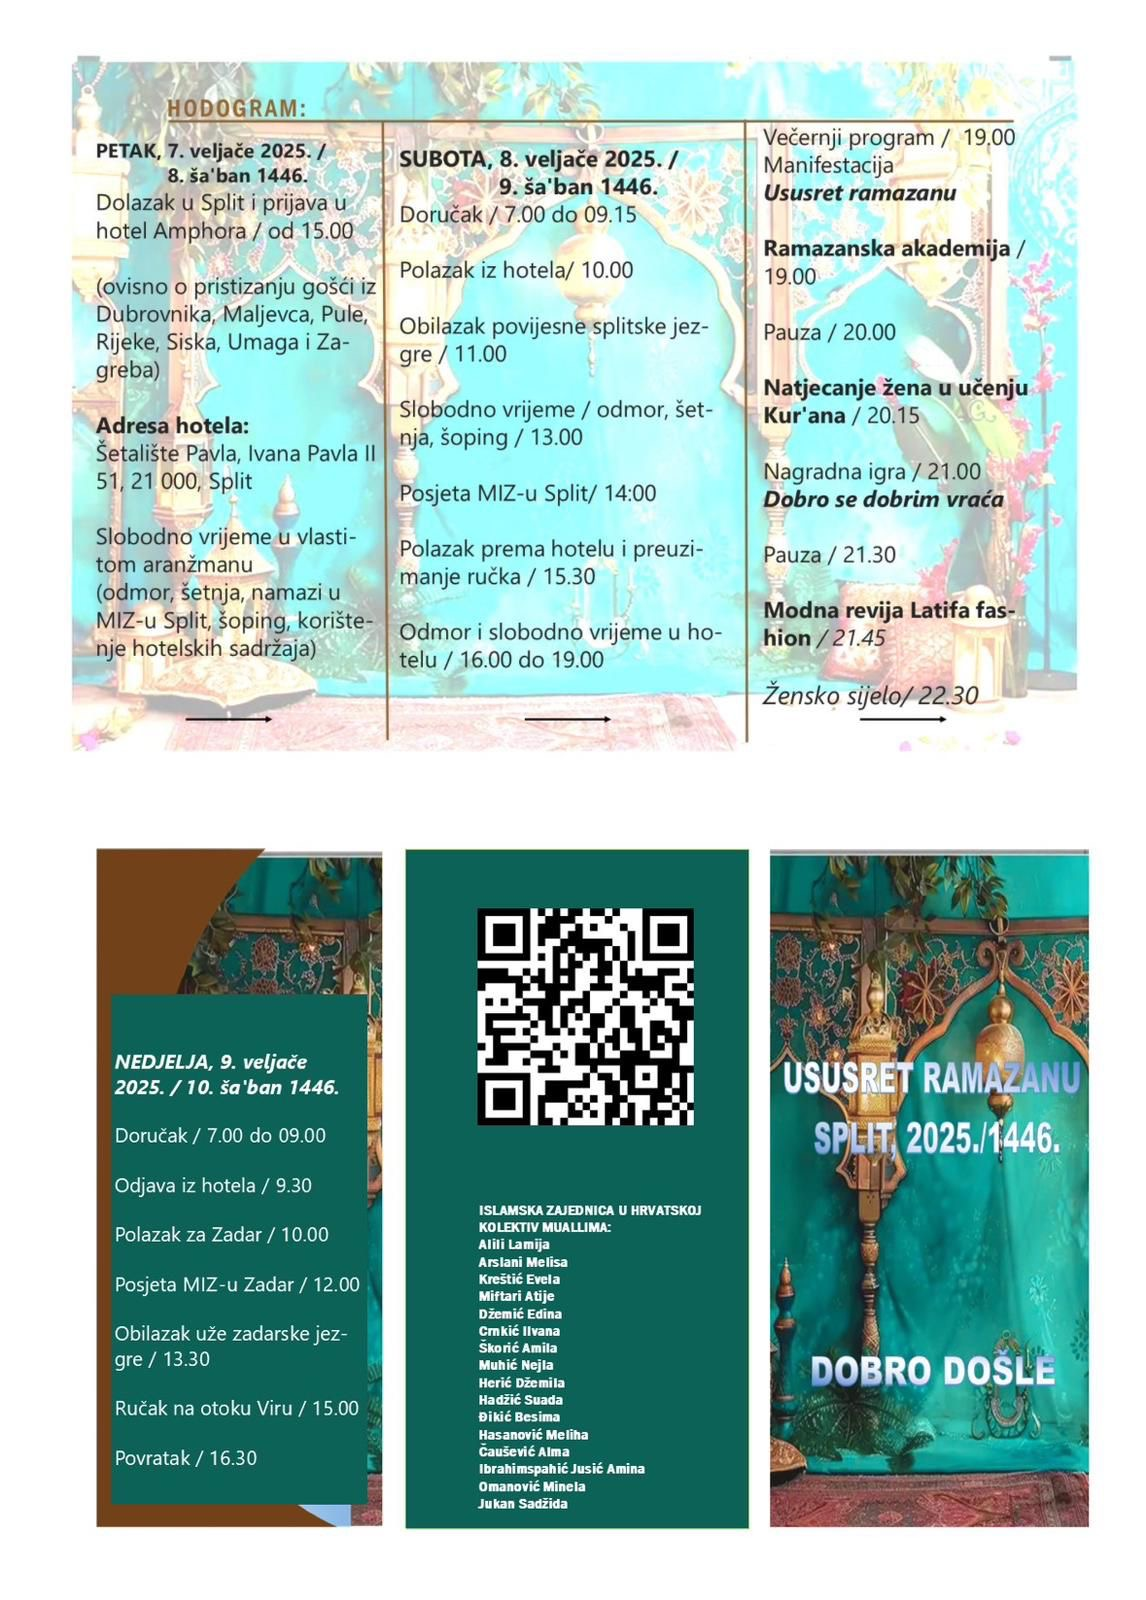 HODOGRAM:
PETAK, 7. veljače 2025. /
8. ša'ban 1446.
Dolazak u Split i prijava u
hotel Amphora / od 15.00
(ovisno o pristizanju gošći iz
Dubrovnika, Maljevca, Pule,
Rijeke, Siska, Umaga i Za-
greba)
Adresa hotela:
Šetalište Pavla, Ivana Pavla II
51, 21 000, Split
Slobodno vrijeme u vlasti-
tom aranžmanu
(odmor, šetnja, namazi u
MIZ-u Split, šoping, korište-
nje hotelskih sadržaja)
SUBOTA, 8. veljače 2025. /
9. ša'ban 1446.
Doručak / 7.00 do 09.15
Polazak iz hotela/ 10.00
Obilazak povijesne splitske jez-
gre / 11.00
Slobodno vrijeme / odmor, šet-
nja, šoping / 13.00
Posjeta MIZ-u Split/ 14:00
Polazak prema hotelu i preuzi-
manje ručka / 15.30
Odmor i slobodno vrijeme u ho-
telu / 16.00 do 19.00
Večernji program /  19.00
Manifestacija
Ususret ramazanu
Ramazanska akademija /
19.00
Pauza / 20.00
Natjecanje žena u učenju
Kur'ana / 20.15
Nagradna igra / 21.00
Dobro se dobrim vraća
Pauza / 21.30
Modna revija Latifa fas-
hion / 21.45
Žensko sijelo/ 22.30
NEDJELJA, 9. veljače
2025. / 10. ša'ban 1446.
Doručak / 7.00 do 09.00
Odjava iz hotela / 9.30
Polazak za Zadar / 10.00
Posjeta MIZ-u Zadar / 12.00
Obilazak uže zadarske jez-
gre / 13.30
Ručak na otoku Viru / 15.00
Povratak / 16.30
ISLAMSKA ZAJEDNICA U HRVATSKOJ
KOLEKTIV MUALLIMA:
Alili Lamija
Arslani Melisa
Kreštić Evela
Miftari Atije
Džemić Edina
Crnkić Ilvana
Škorić Amila
Muhić Nejla
Herić Džemila
Hadžić Suada
Đikić Besima
Hasanović Meliha
Čaušević Alma
Ibrahimspahić Jusić Amina
Omanović Minela
Jukan Sadžida
USUSRET RAMAZANU
SPLIT, 2025./1446.
DOBRO DOŠLE